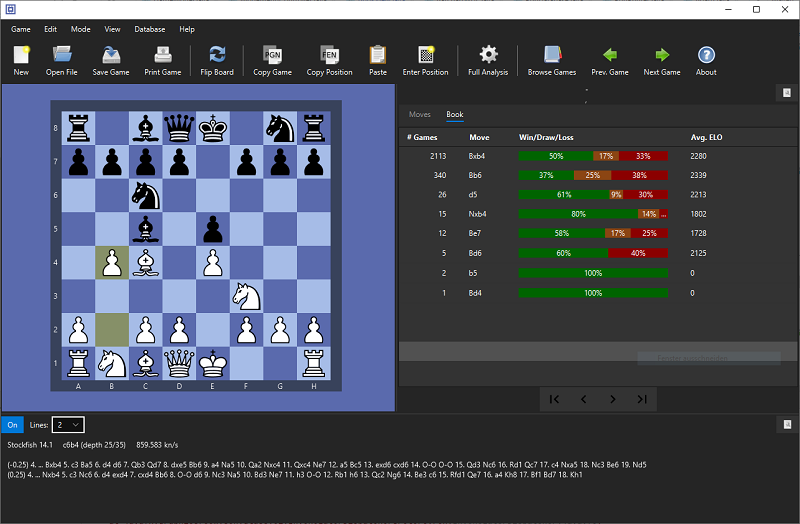 Game Edit Mode View Database Help
New Open File Save Game Print Game Flip Board Copy Game Copy Position Paste Enter Position Full Analysis Browse Games Prev. Game Next Game About
PGN FEN
Moves Book
# Games Move Win/Draw/Loss Avg. ELO
2113 Bxb4 50% 17% 33% 2280
340 Bb6 37% 25% 38% 2339
26 d5 61% 9% 30% 2213
15 Nxb4 80% 14% ... 1802
12 Be7 58% 17% 25% 1728
5 Bd6 60% 40% 2125
2 b5 100% 0
1 Bd4 100% 0
8
7
6
5
4
3
2
1
A B C D E F G H
On Lines: 2
Stockfish 14.1 c6b4 (depth 25/35) 859.583 kn/s
(-0.25) 4. ... Bxb4 5. c3 Ba5 6. d4 d6 7. Qb3 Qd7 8. dxe5 Bb6 9. a4 Na5 10. Qa2 Nxc4 11. Qxc4 Ne7 12. a5 Bc5 13. exd6 cxd6 14. O-O O-O 15. Qd3 Nc6 16. Rd1 Qc7 17. c4 Nxa5 18. Nc3 Be6 19. Nd5
(0.25) 4. ... Nxb4 5. c3 Nc6 6. d4 exd4 7. cxd4 Bb6 8. O-O d6 9. Nc3 Na5 10. Bd3 Ne7 11. h3 O-O 12. Rb1 h6 13. Qc2 Ng6 14. Be3 c6 15. Rfd1 Qe7 16. a4 Kh8 17. Bf1 Bd7 18. Kh1